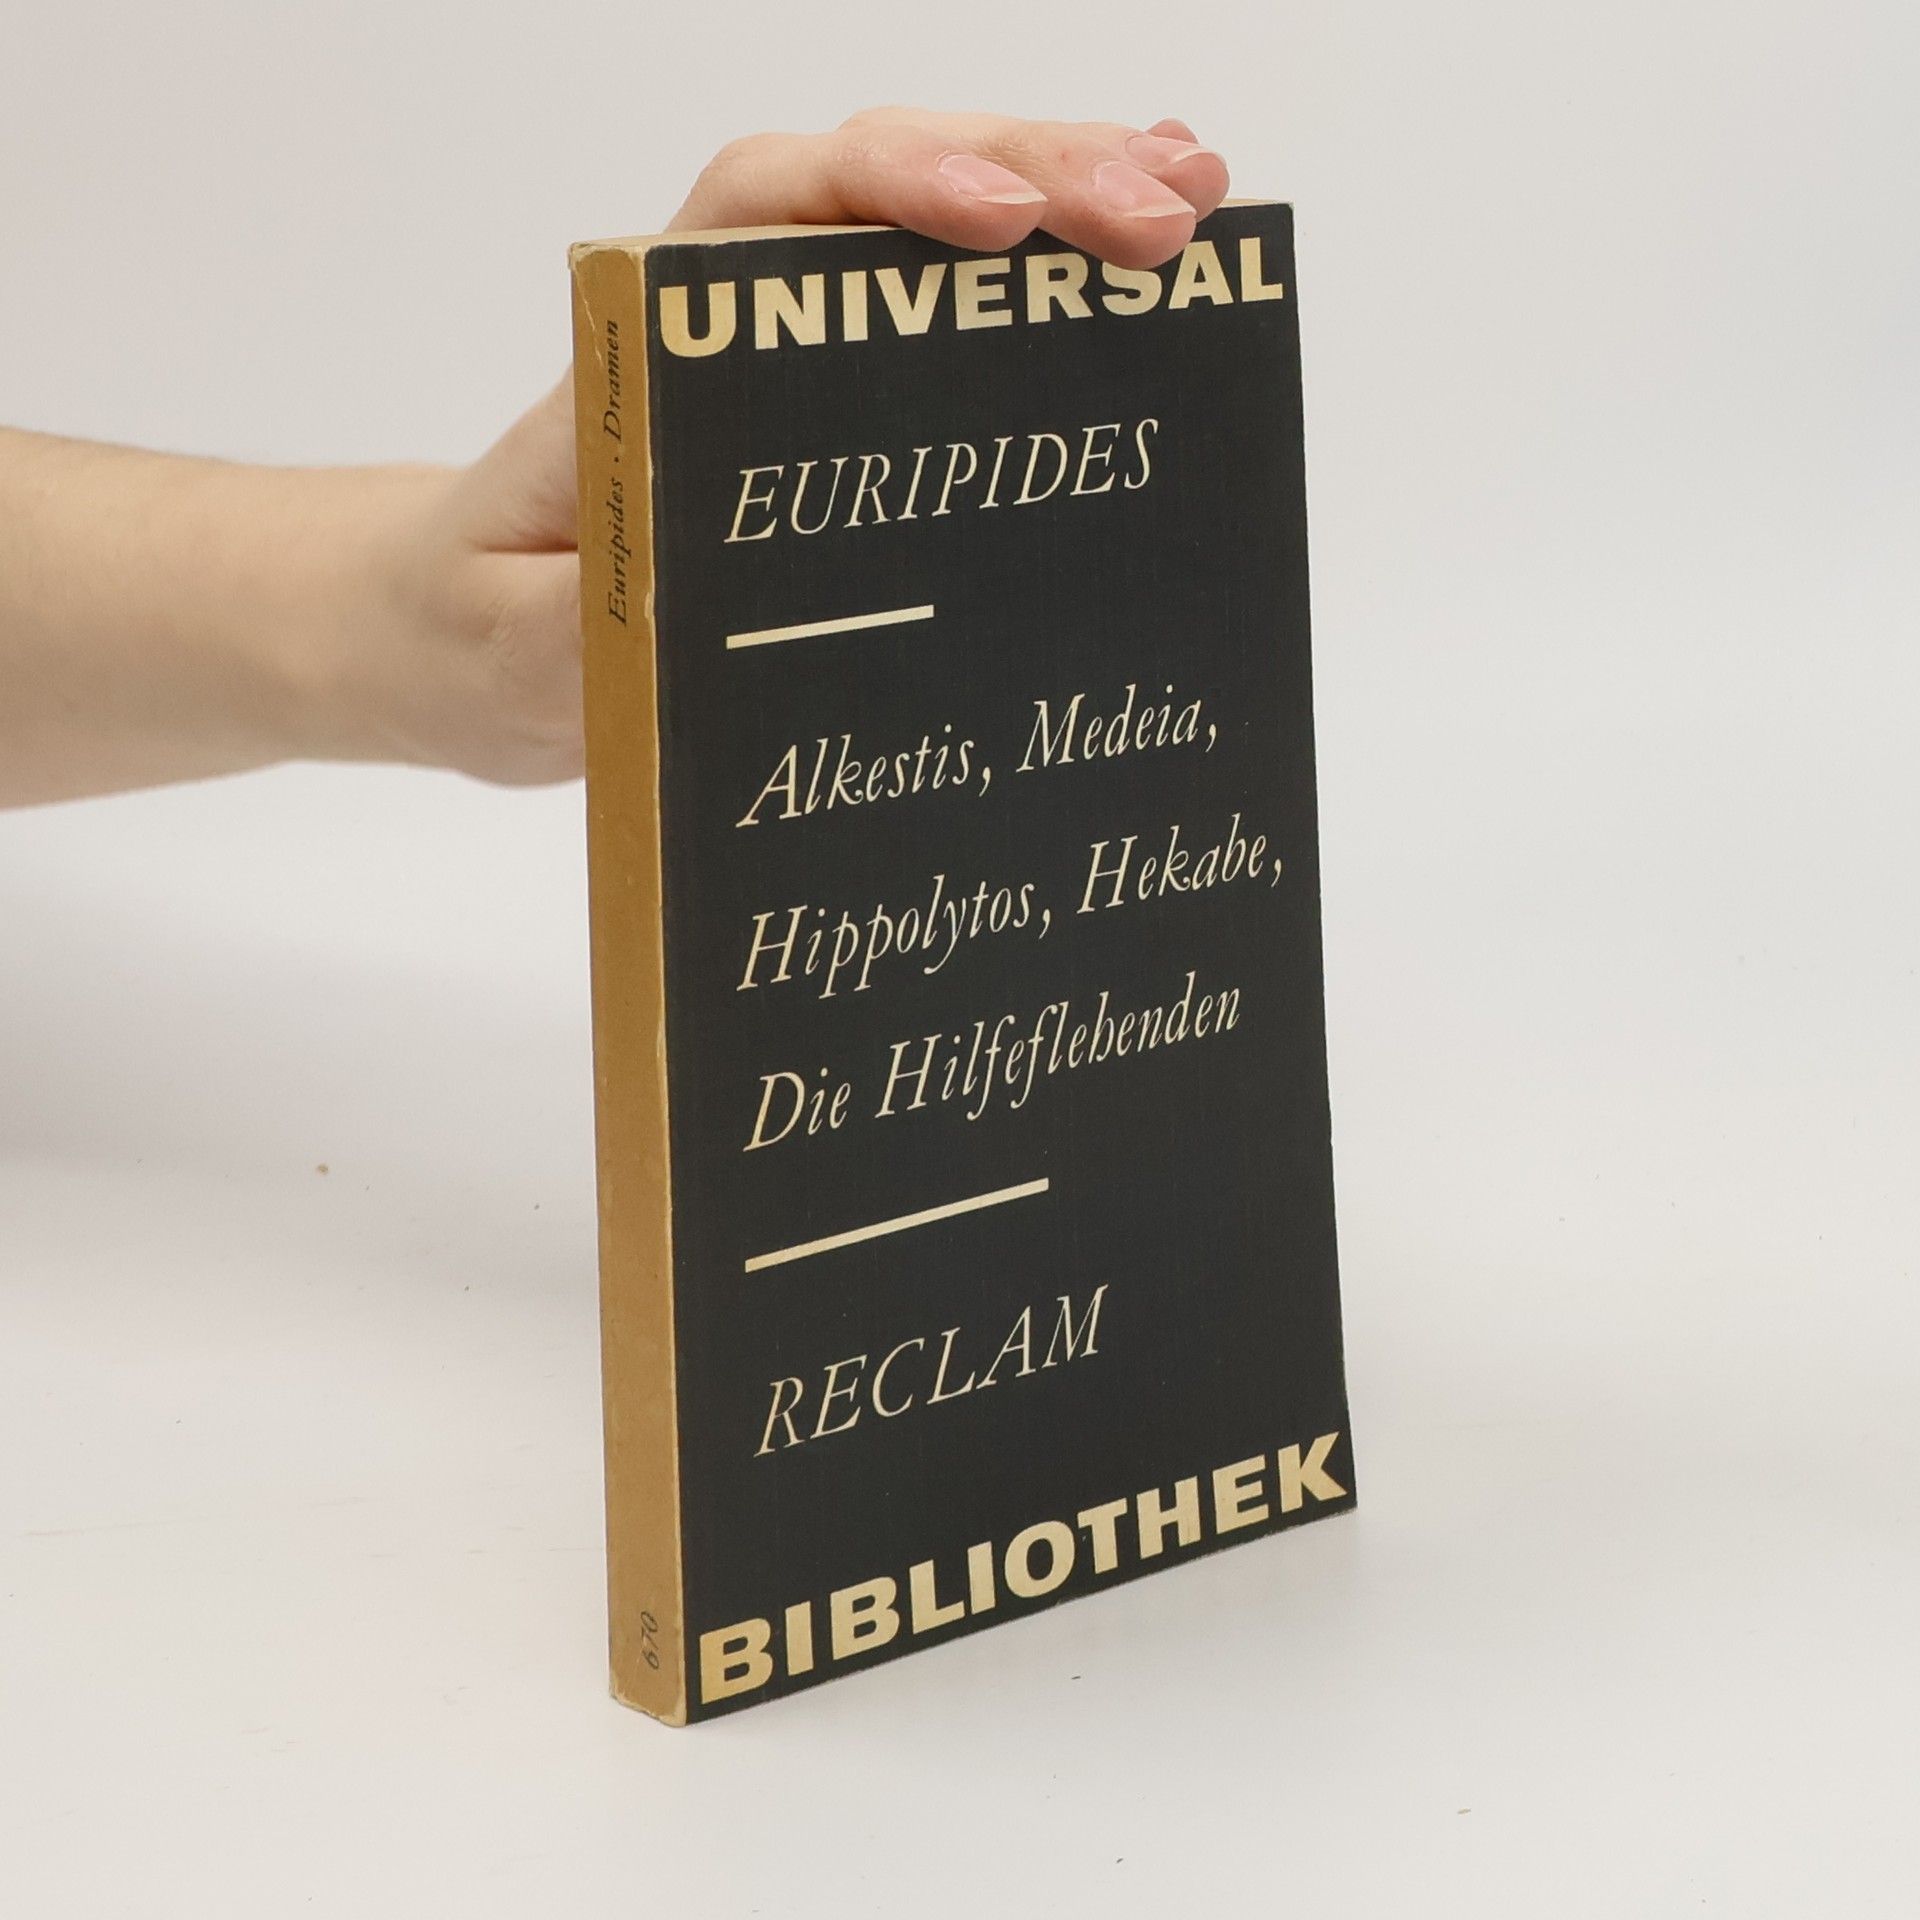 UNIVERSAL
EURIPIDES
Alkestis, Medeia,
Hippolytos, Hekabe,
Die Hilfeflehenden
RECLAM
BIBLIOTHEK
Euripides · Dramen
670